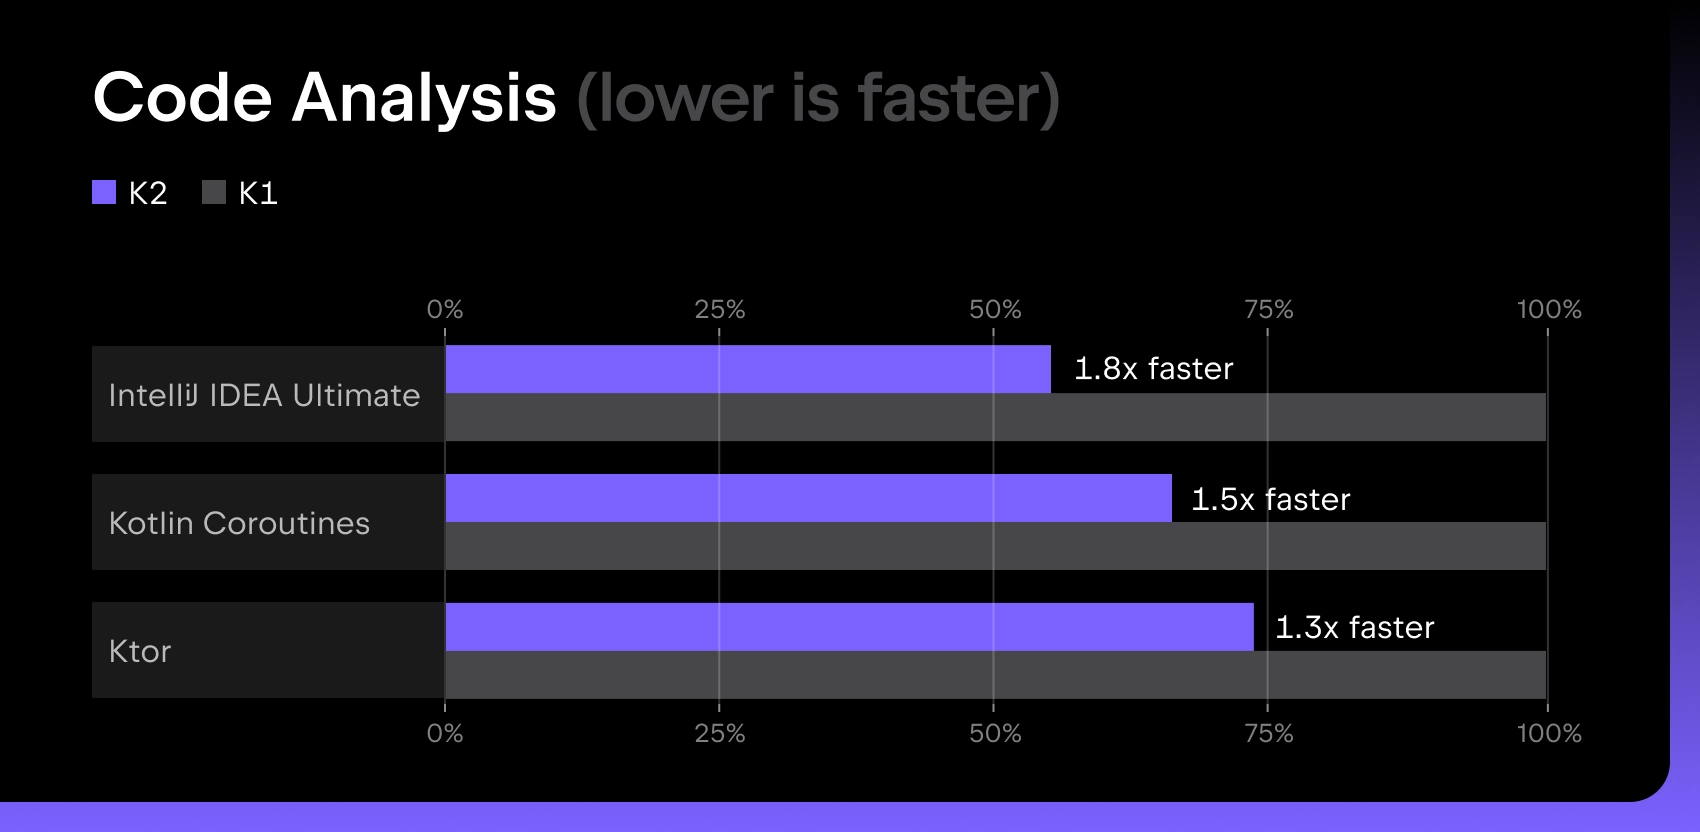 Code Analysis (lower is faster)
K2 K1
0% 25% 50% 75% 100%
IntelliJ IDEA Ultimate 1.8x faster
Kotlin Coroutines 1.5x faster
Ktor 1.3x faster
0% 25% 50% 75% 100%